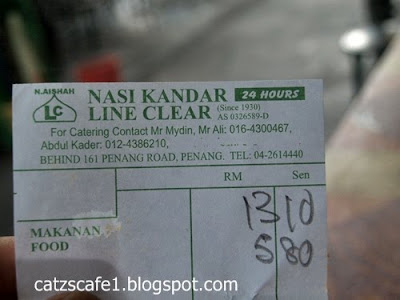 N.AISHAH
LC
NASI KANDAR 24 HOURS
LINE CLEAR (Since 1930)
AS 0326589-D
For Catering Contact Mr Mydin, Mr Ali: 016-4300467,
Abdul Kader: 012-4386210,
BEHIND 161 PENANG ROAD, PENANG. TEL: 04-2614440
RM Sen
MAKANAN 13 10
FOOD 5 80
catzscafe1.blogspot.com